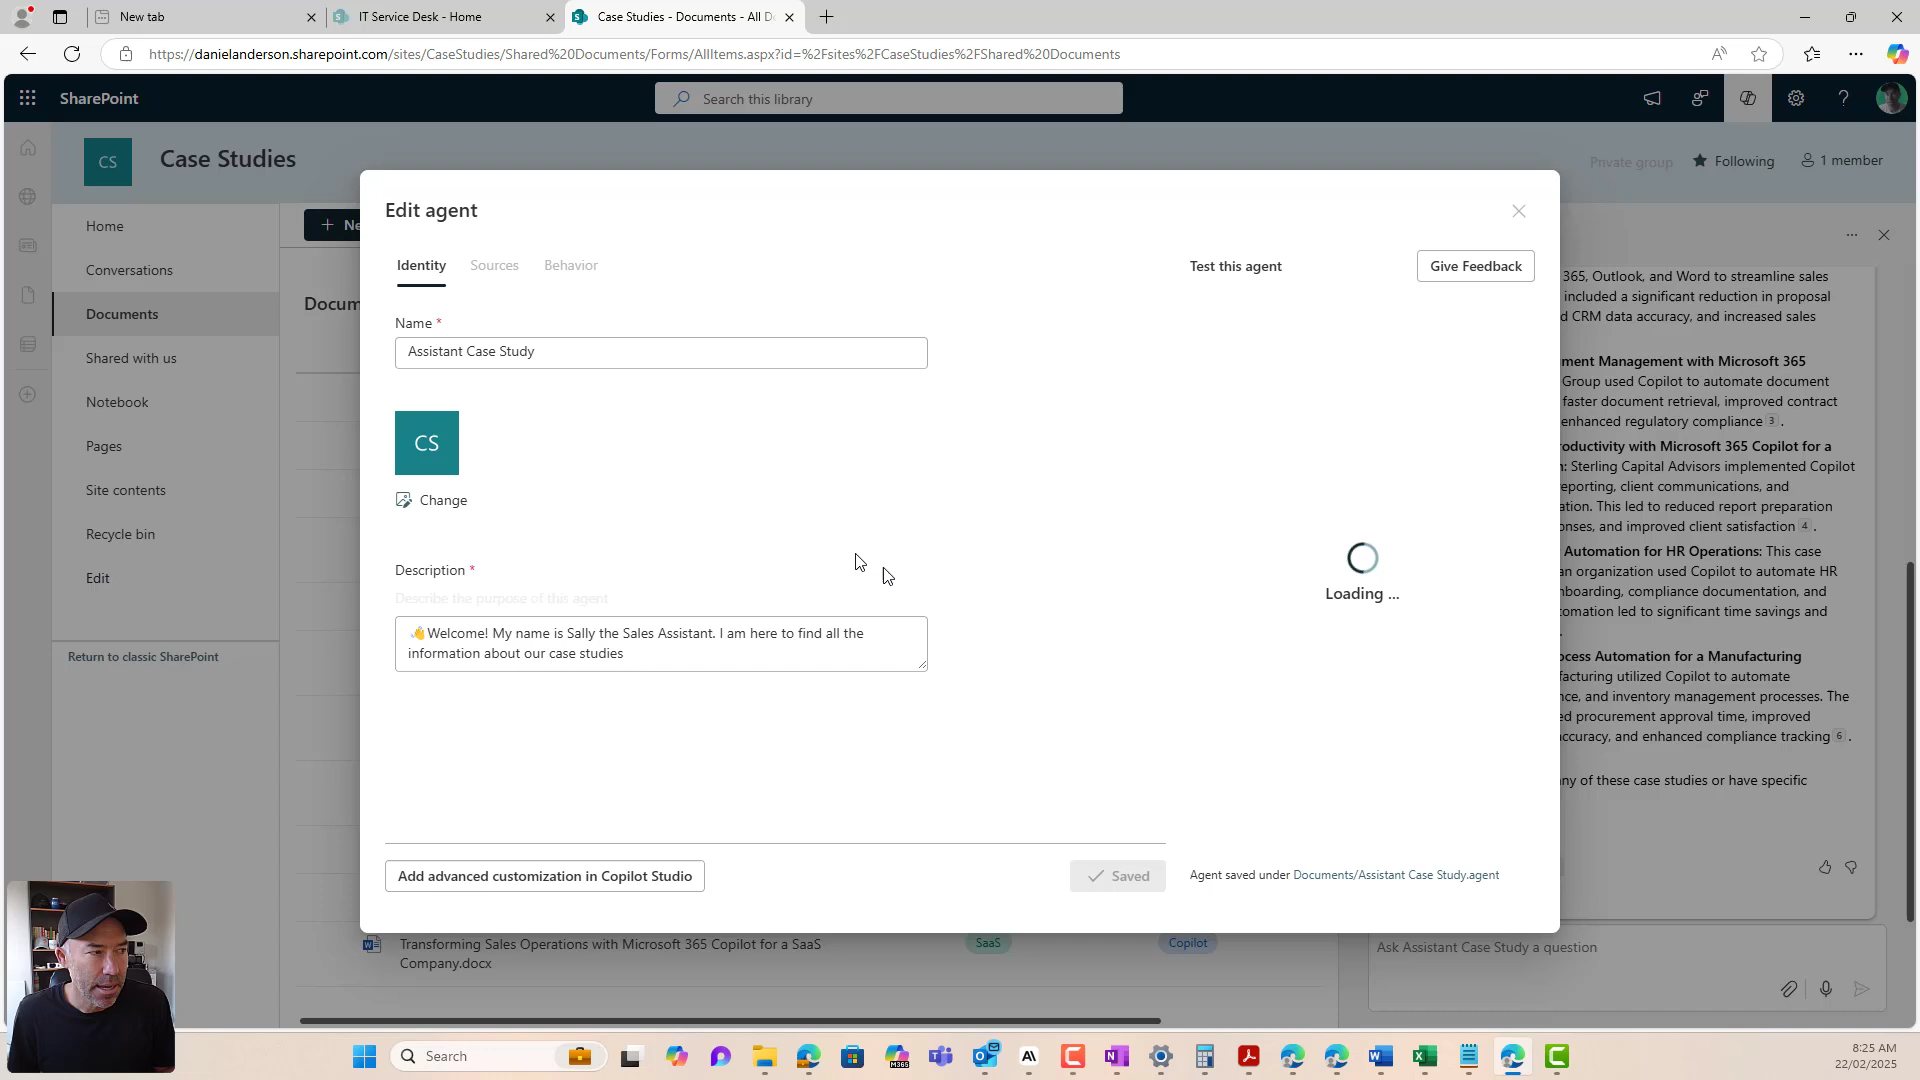 New tab
IT Service Desk - Home
Case Studies - Documents - All D
https://danielanderson.sharepoint.com/sites/CaseStudies/Shared%20Documents/Forms/AllItems.aspx?id=%2Fsites%2FCaseStudies%2FShared%20Documents
SharePoint
Search this library
CS
Case Studies
Private group
Following
1 member
Home
Conversations
Documents
Shared with us
Notebook
Pages
Site contents
Recycle bin
Edit
Return to classic SharePoint
+ Ne
Docum
Edit agent
Identity
Sources
Behavior
Test this agent
Give Feedback
Name *
Assistant Case Study
CS
Change
Description *
Describe the purpose of this agent
👋Welcome! My name is Sally the Sales Assistant. I am here to find all the
information about our case studies
Loading ...
Add advanced customization in Copilot Studio
Saved
Agent saved under Documents/Assistant Case Study.agent
365, Outlook, and Word to streamline sales
included a significant reduction in proposal
d CRM data accuracy, and increased sales
ment Management with Microsoft 365
Group used Copilot to automate document
faster document retrieval, improved contract
enhanced regulatory compliance 3 .
oductivity with Microsoft 365 Copilot for a
n: Sterling Capital Advisors implemented Copilot
eporting, client communications, and
ation. This led to reduced report preparation
onses, and improved client satisfaction 4 .
Automation for HR Operations: This case
an organization used Copilot to automate HR
nboarding, compliance documentation, and
omation led to significant time savings and
.
ocess Automation for a Manufacturing
facturing utilized Copilot to automate
nce, and inventory management processes. The
ed procurement approval time, improved
ccuracy, and enhanced compliance tracking 6 .
ny of these case studies or have specific
Transforming Sales Operations with Microsoft 365 Copilot for a SaaS
Company.docx
SaaS
Copilot
Ask Assistant Case Study a question
Search
M365
8:25 AM
22/02/2025